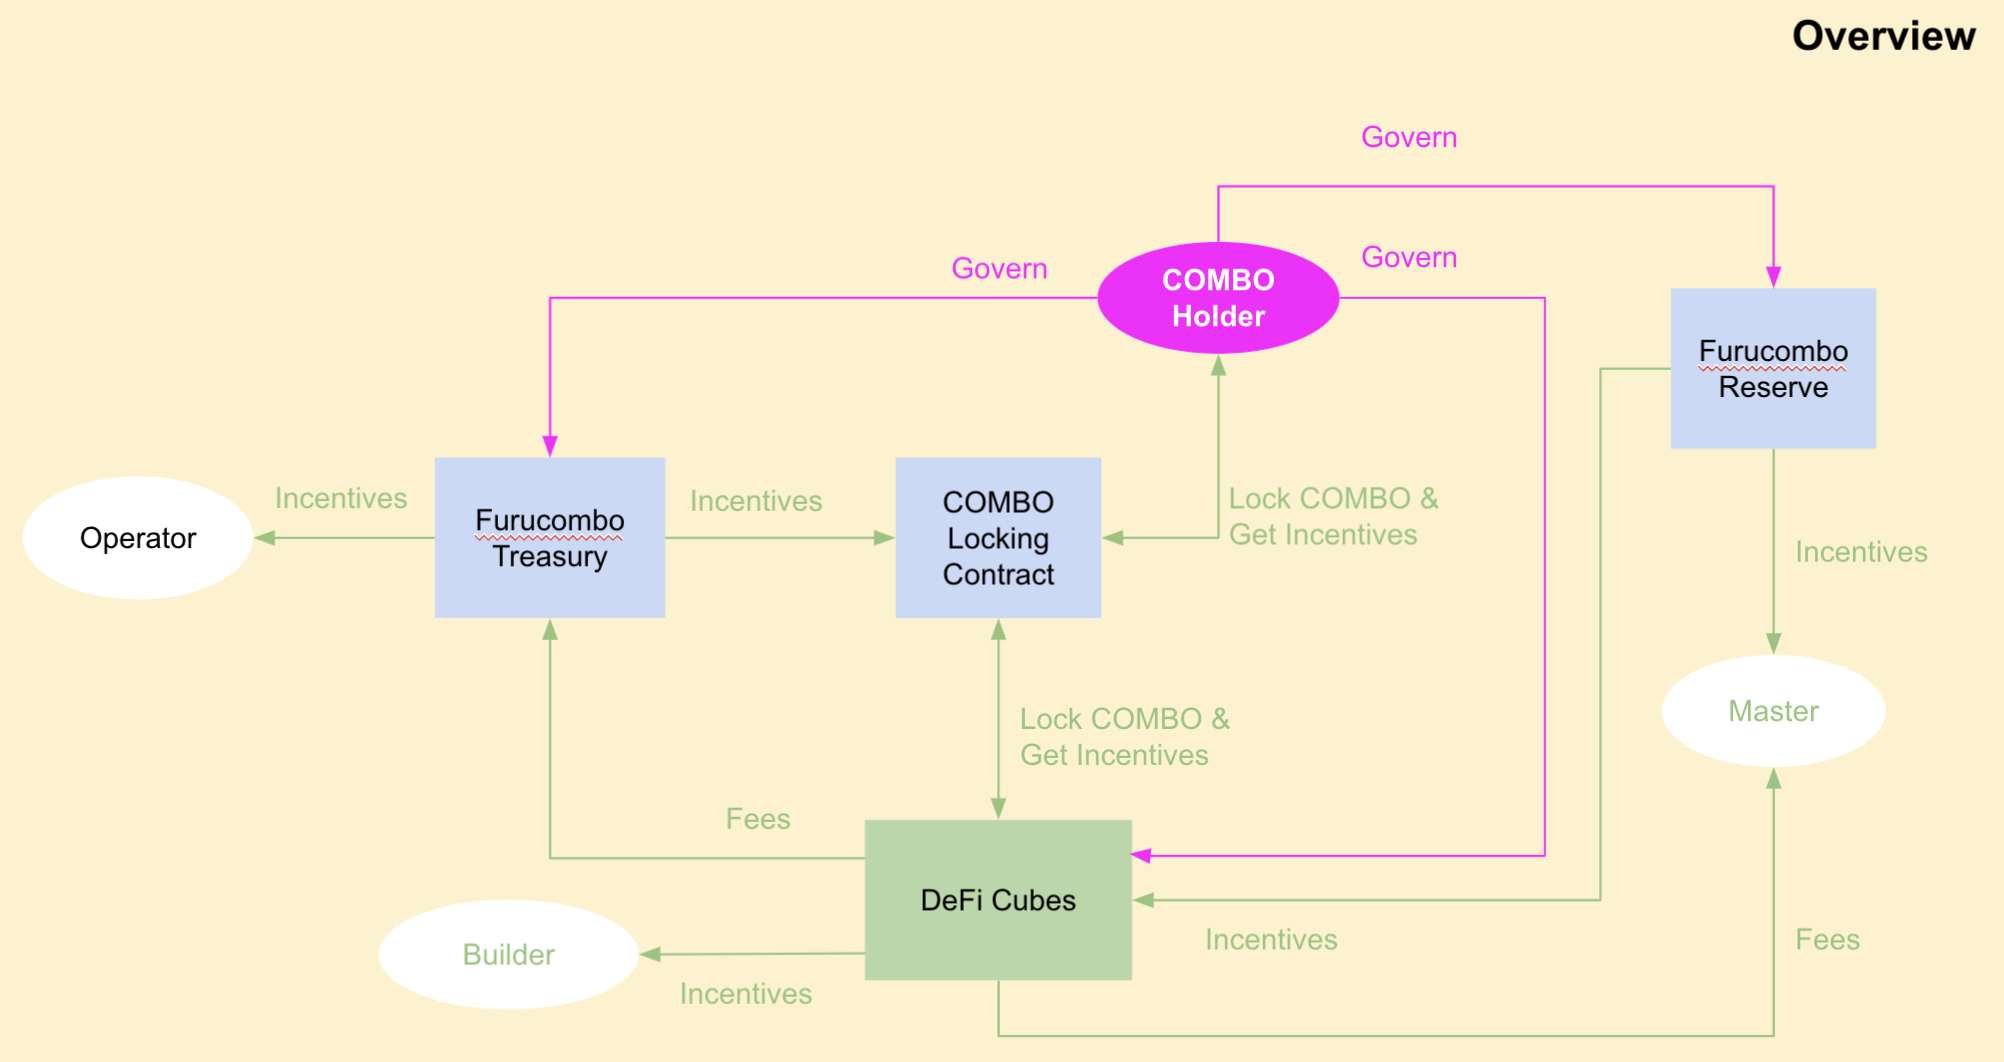 Overview
Govern
Govern
Govern
COMBO
Holder
Furucombo
Reserve
Incentives
Operator
Furucombo
Treasury
Incentives
COMBO
Locking
Contract
Lock COMBO &
Get Incentives
Incentives
Master
Lock COMBO &
Get Incentives
Fees
DeFi Cubes
Builder
Incentives
Incentives
Fees